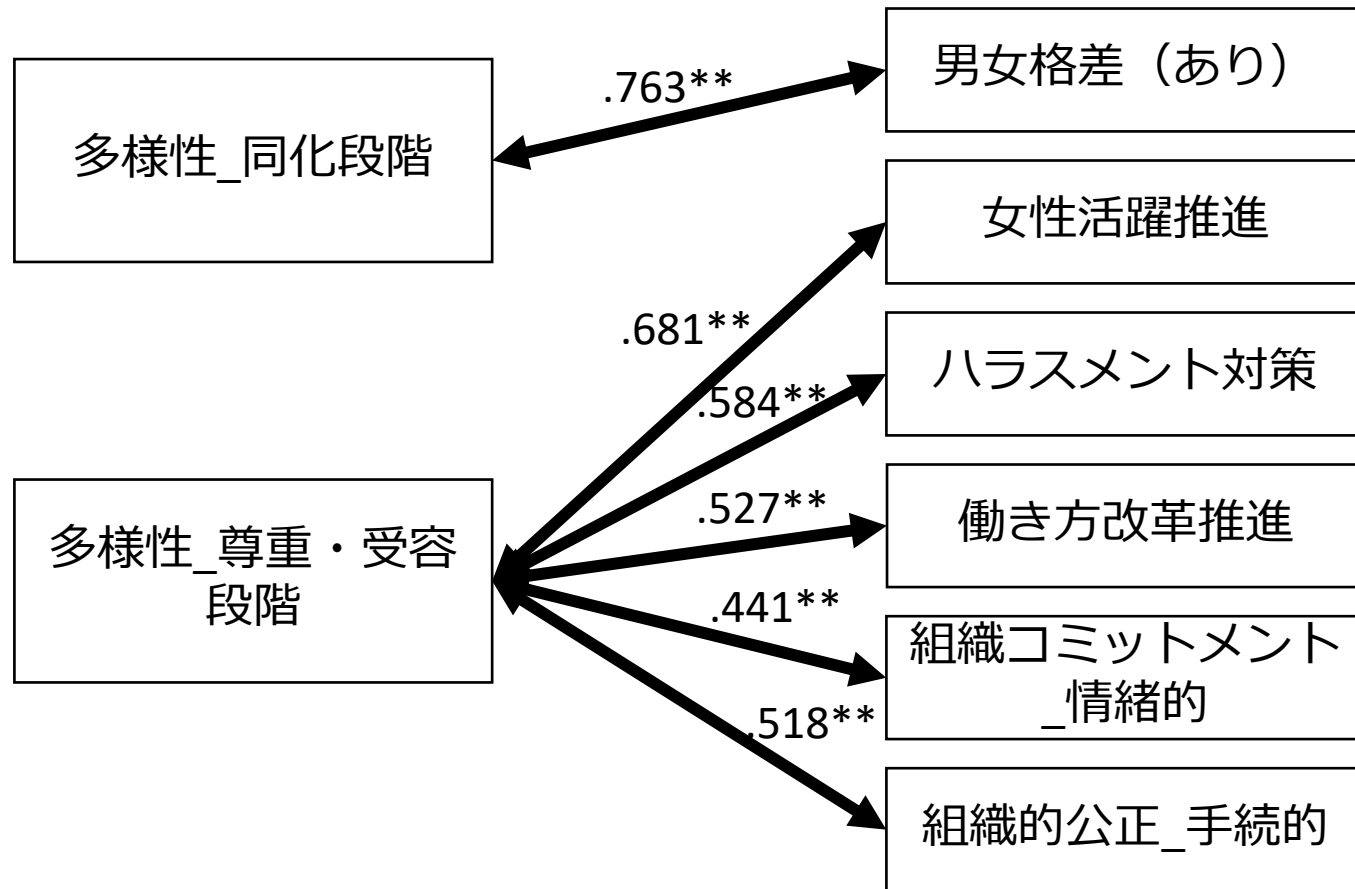 男女格差（あり）
.763**
多様性_同化段階
女性活躍推進
.681**
ハラスメント対策
.584**
働き方改革推進
.527**
多様性_尊重・受容
段階
.441**
組織コミットメント
_情緒的
.518**
組織的公正_手続的